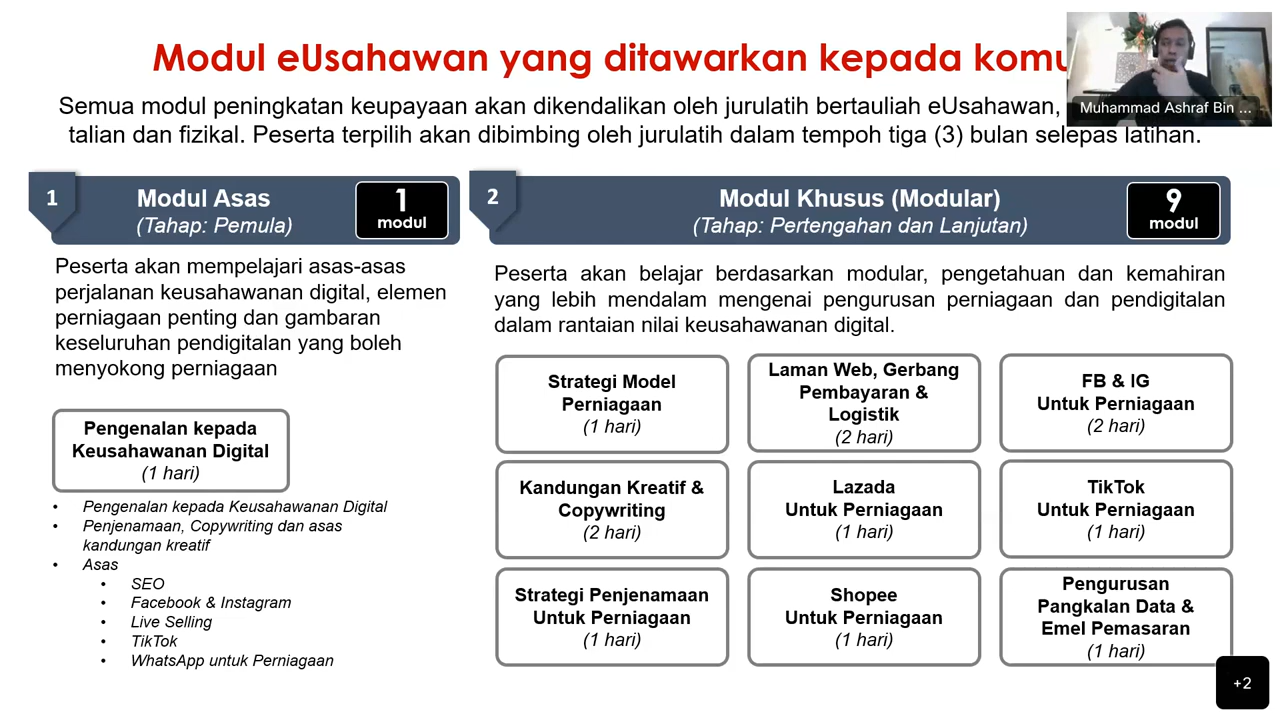 Modul eUsahawan yang ditawarkan kepada
Muhammad Ashraf Bin ...
Semua modul peningkatan keupayaan akan dikendalikan oleh jurulatih bertauliah eUsahawan,
talian dan fizikal. Peserta terpilih akan dibimbing oleh jurulatih dalam tempoh tiga (3) bulan selepas latihan.
1
Modul Asas
(Tahap: Pemula)
1
modul
Peserta akan mempelajari asas-asas
perjalanan keusahawanan digital, elemen
perniagaan penting dan gambaran
keseluruhan pendigitalan yang boleh
menyokong perniagaan
Pengenalan kepada
Keusahawanan Digital
(1 hari)
• Pengenalan kepada Keusahawanan Digital
• Penjenamaan, Copywriting dan asas
kandungan kreatif
• Asas
• SEO
• Facebook & Instagram
• Live Selling
• TikTok
• WhatsApp untuk Perniagaan
2
Modul Khusus (Modular)
(Tahap: Pertengahan dan Lanjutan)
9
modul
Peserta akan belajar berdasarkan modular, pengetahuan dan kemahiran
yang lebih mendalam mengenai pengurusan perniagaan dan pendigitalan
dalam rantaian nilai keusahawanan digital.
Strategi Model
Perniagaan
(1 hari)
Laman Web, Gerbang
Pembayaran &
Logistik
(2 hari)
FB & IG
Untuk Perniagaan
(2 hari)
Kandungan Kreatif &
Copywriting
(2 hari)
Lazada
Untuk Perniagaan
(1 hari)
TikTok
Untuk Perniagaan
(1 hari)
Strategi Penjenamaan
Untuk Perniagaan
(1 hari)
Shopee
Untuk Perniagaan
(1 hari)
Pengurusan
Pangkalan Data &
Emel Pemasaran
(1 hari)
+2